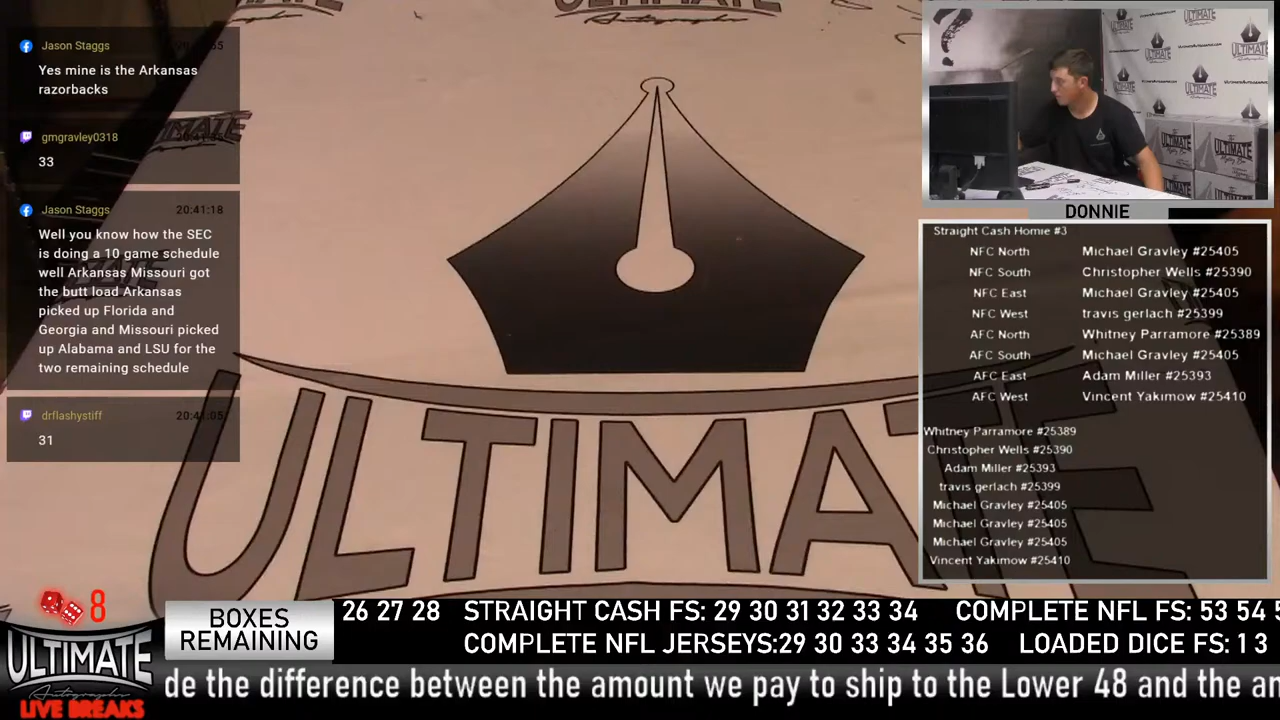 Jason Staggs
Yes mine is the Arkansas
razorbacks
gmgravley0318
33
Jason Staggs 20:41:18
Well you know how the SEC
is doing a 10 game schedule
well Arkansas Missouri got
the butt load Arkansas
picked up Florida and
Georgia and Missouri picked
up Alabama and LSU for the
two remaining schedule
drflashystiff 20:41:05
31
ULTIMATE
ULTIMATE
DONNIE
Straight Cash Homie #3
NFC North Michael Gravley #25405
NFC South Christopher Wells #25390
NFC East Michael Gravley #25405
NFC West travis gerlach #25399
AFC North Whitney Parramore #25389
AFC South Michael Gravley #25405
AFC East Adam Miller #25393
AFC West Vincent Yakimow #25410
Whitney Parramore #25389
Christopher Wells #25390
Adam Miller #25393
travis gerlach #25399
Michael Gravley #25405
Michael Gravley #25405
Michael Gravley #25405
Vincent Yakimow #25410
8
ULTIMATE
Autographs
LIVE BREAKS
BOXES
REMAINING
26 27 28 STRAIGHT CASH FS: 29 30 31 32 33 34 COMPLETE NFL FS: 53 54
COMPLETE NFL JERSEYS:29 30 33 34 35 36 LOADED DICE FS: 1 3
de the difference between the amount we pay to ship to the Lower 48 and the